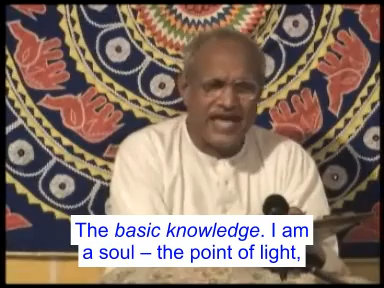 The basic knowledge. I am
a soul – the point of light,